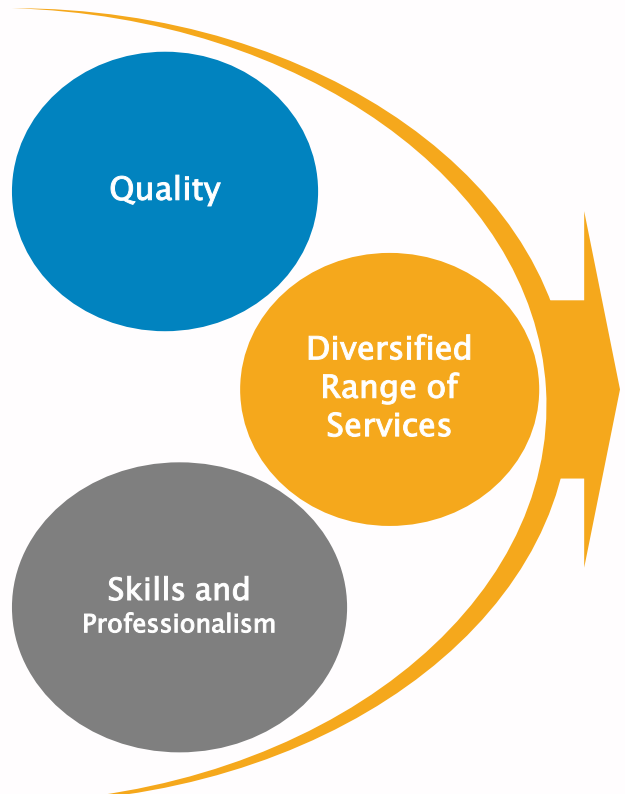 Quality
Diversified
Range of
Services
Skills and
Professionalism